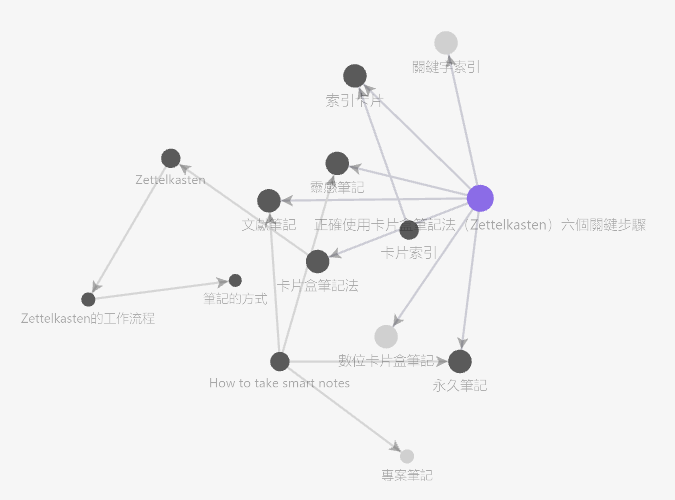 關鍵字索引
索引卡片
Zettelkasten
靈感筆記
文獻筆記
正確使用卡片盒筆記法（Zettelkasten）六個關鍵步驟
卡片索引
卡片盒筆記法
筆記的方式
Zettelkasten的工作流程
數位卡片盒筆記
How to take smart notes
永久筆記
專案筆記